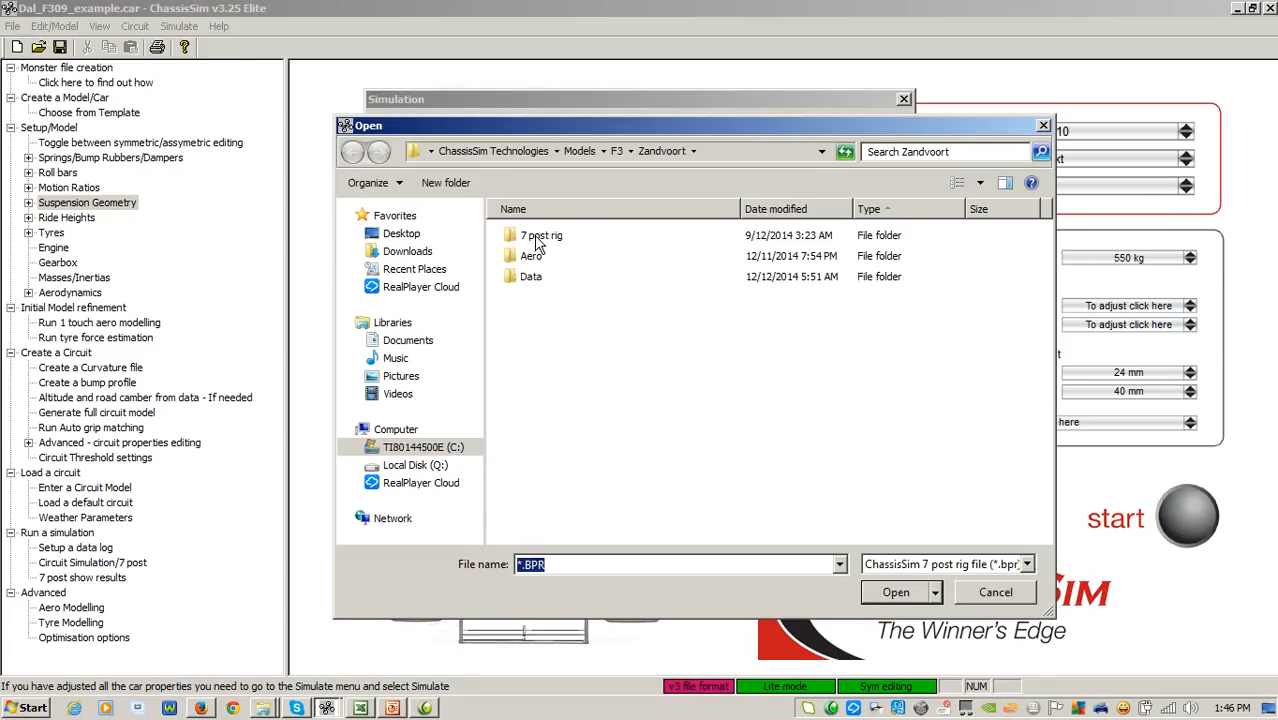 Dal_F309_example.car - ChassisSim v3.25 Elite
File Edit/Model View Circuit Simulate Help
Monster file creation
Click here to find out how
Create a Model/Car
Choose from Template
Setup/Model
Toggle between symmetric/assymetric editing
Springs/Bump Rubbers/Dampers
Roll bars
Motion Ratios
Suspension Geometry
Ride Heights
Tyres
Engine
Gearbox
Masses/Inertias
Aerodynamics
Initial Model refinement
Run 1 touch aero modelling
Run tyre force estimation
Create a Circuit
Create a Curvature file
Create a bump profile
Altitude and road camber from data - If needed
Generate full circuit model
Run Auto grip matching
Advanced - circuit properties editing
Circuit Threshold settings
Load a circuit
Enter a Circuit Model
Load a default circuit
Weather Parameters
Run a simulation
Setup a data log
Circuit Simulation/7 post
7 post show results
Advanced
Aero Modelling
Tyre Modelling
Optimisation options
Simulation
Open
ChassisSim Technologies Models F3 Zandvoort
Search Zandvoort
Organize New folder
Favorites
Desktop
Downloads
Recent Places
RealPlayer Cloud
Libraries
Documents
Music
Pictures
Videos
Computer
TI80144500E (C:)
Local Disk (Q:)
RealPlayer Cloud
Network
Name Date modified Type Size
7 post rig 9/12/2014 3:23 AM File folder
Aero 12/11/2014 7:54 PM File folder
Data 12/12/2014 5:51 AM File folder
File name: *.BPR ChassisSim 7 post rig file (*.bpr)
Open Cancel
10
kt
550 kg
To adjust click here
To adjust click here
t
24 mm
40 mm
here
start
SIM
The Winner's Edge
If you have adjusted all the car properties you need to go to the Simulate menu and select Simulate
v3 file format Lite mode Sym editing NUM
Start 1:46 PM